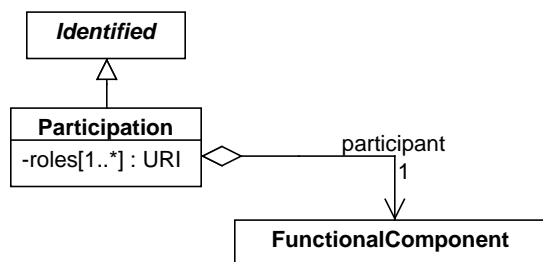 Identified
Participation
-roles[1..*] : URI
participant
1
FunctionalComponent